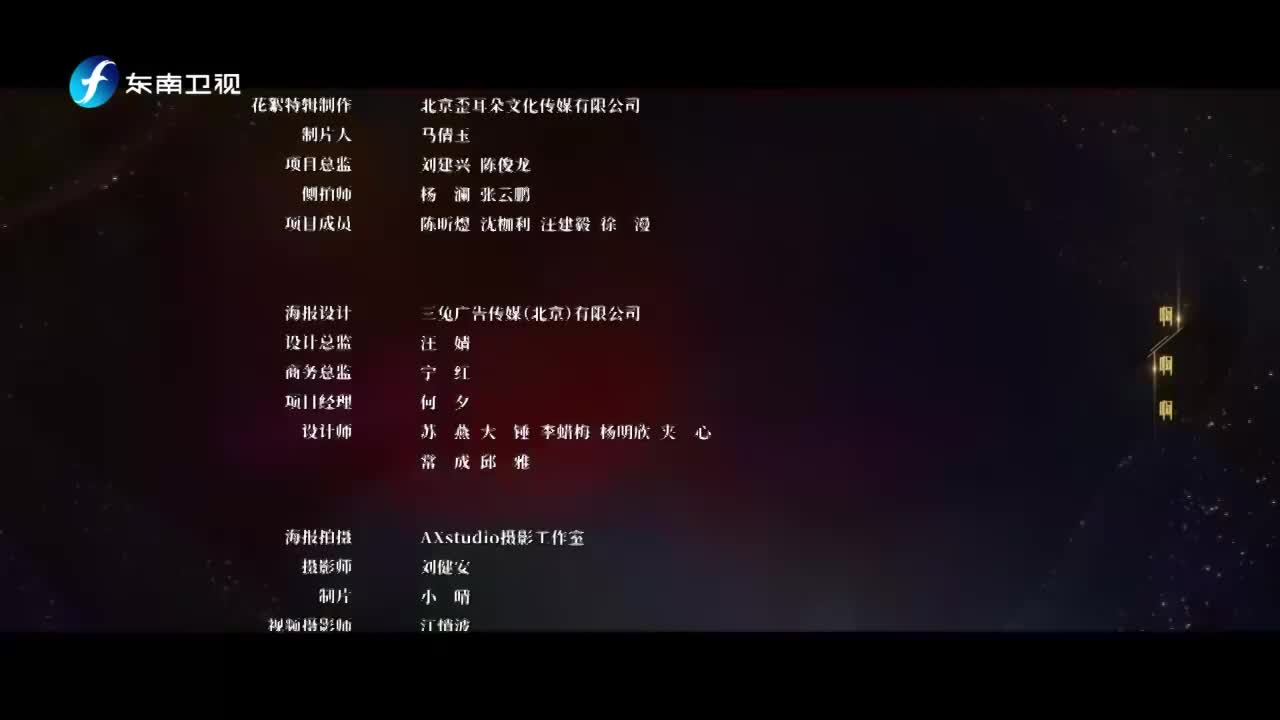 东南卫视
花絮特辑制作 北京歪耳朵文化传媒有限公司
制片人 马倩玉
项目总监 刘建兴 陈俊龙
侧拍师 杨 澜 张云鹏
项目成员 陈昕煜 沈枷利 汪建毅 徐 漫
海报设计 三兔广告传媒(北京)有限公司
设计总监 汪 婧
商务总监 宁 红
项目经理 何 夕
设计师 苏 燕 大 锤 李蜡梅 杨明欣 夹 心
常 成 邱 雅
海报拍摄 AXstudio摄影工作室
摄影师 刘健安
制片 小 晴
视频摄影师
啊
啊
啊